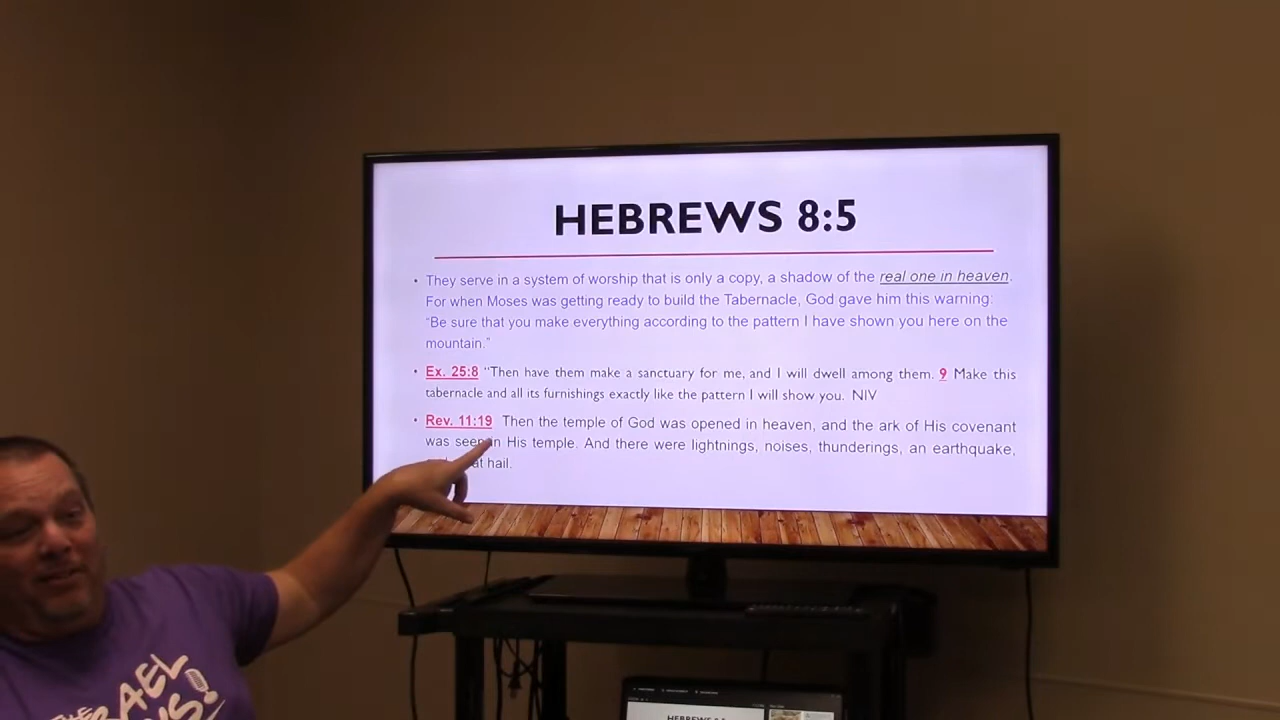 HEBREWS 8:5
• They serve in a system of worship that is only a copy, a shadow of the real one in heaven.
For when Moses was getting ready to build the Tabernacle, God gave him this warning:
“Be sure that you make everything according to the pattern I have shown you here on the
mountain.”
• Ex. 25:8 “Then have them make a sanctuary for me, and I will dwell among them. 9 Make this
tabernacle and all its furnishings exactly like the pattern I will show you. NIV
• Rev. 11:19 Then the temple of God was opened in heaven, and the ark of His covenant
was seen in His temple. And there were lightnings, noises, thunderings, an earthquake,
hail.
HEBREWS 8:5